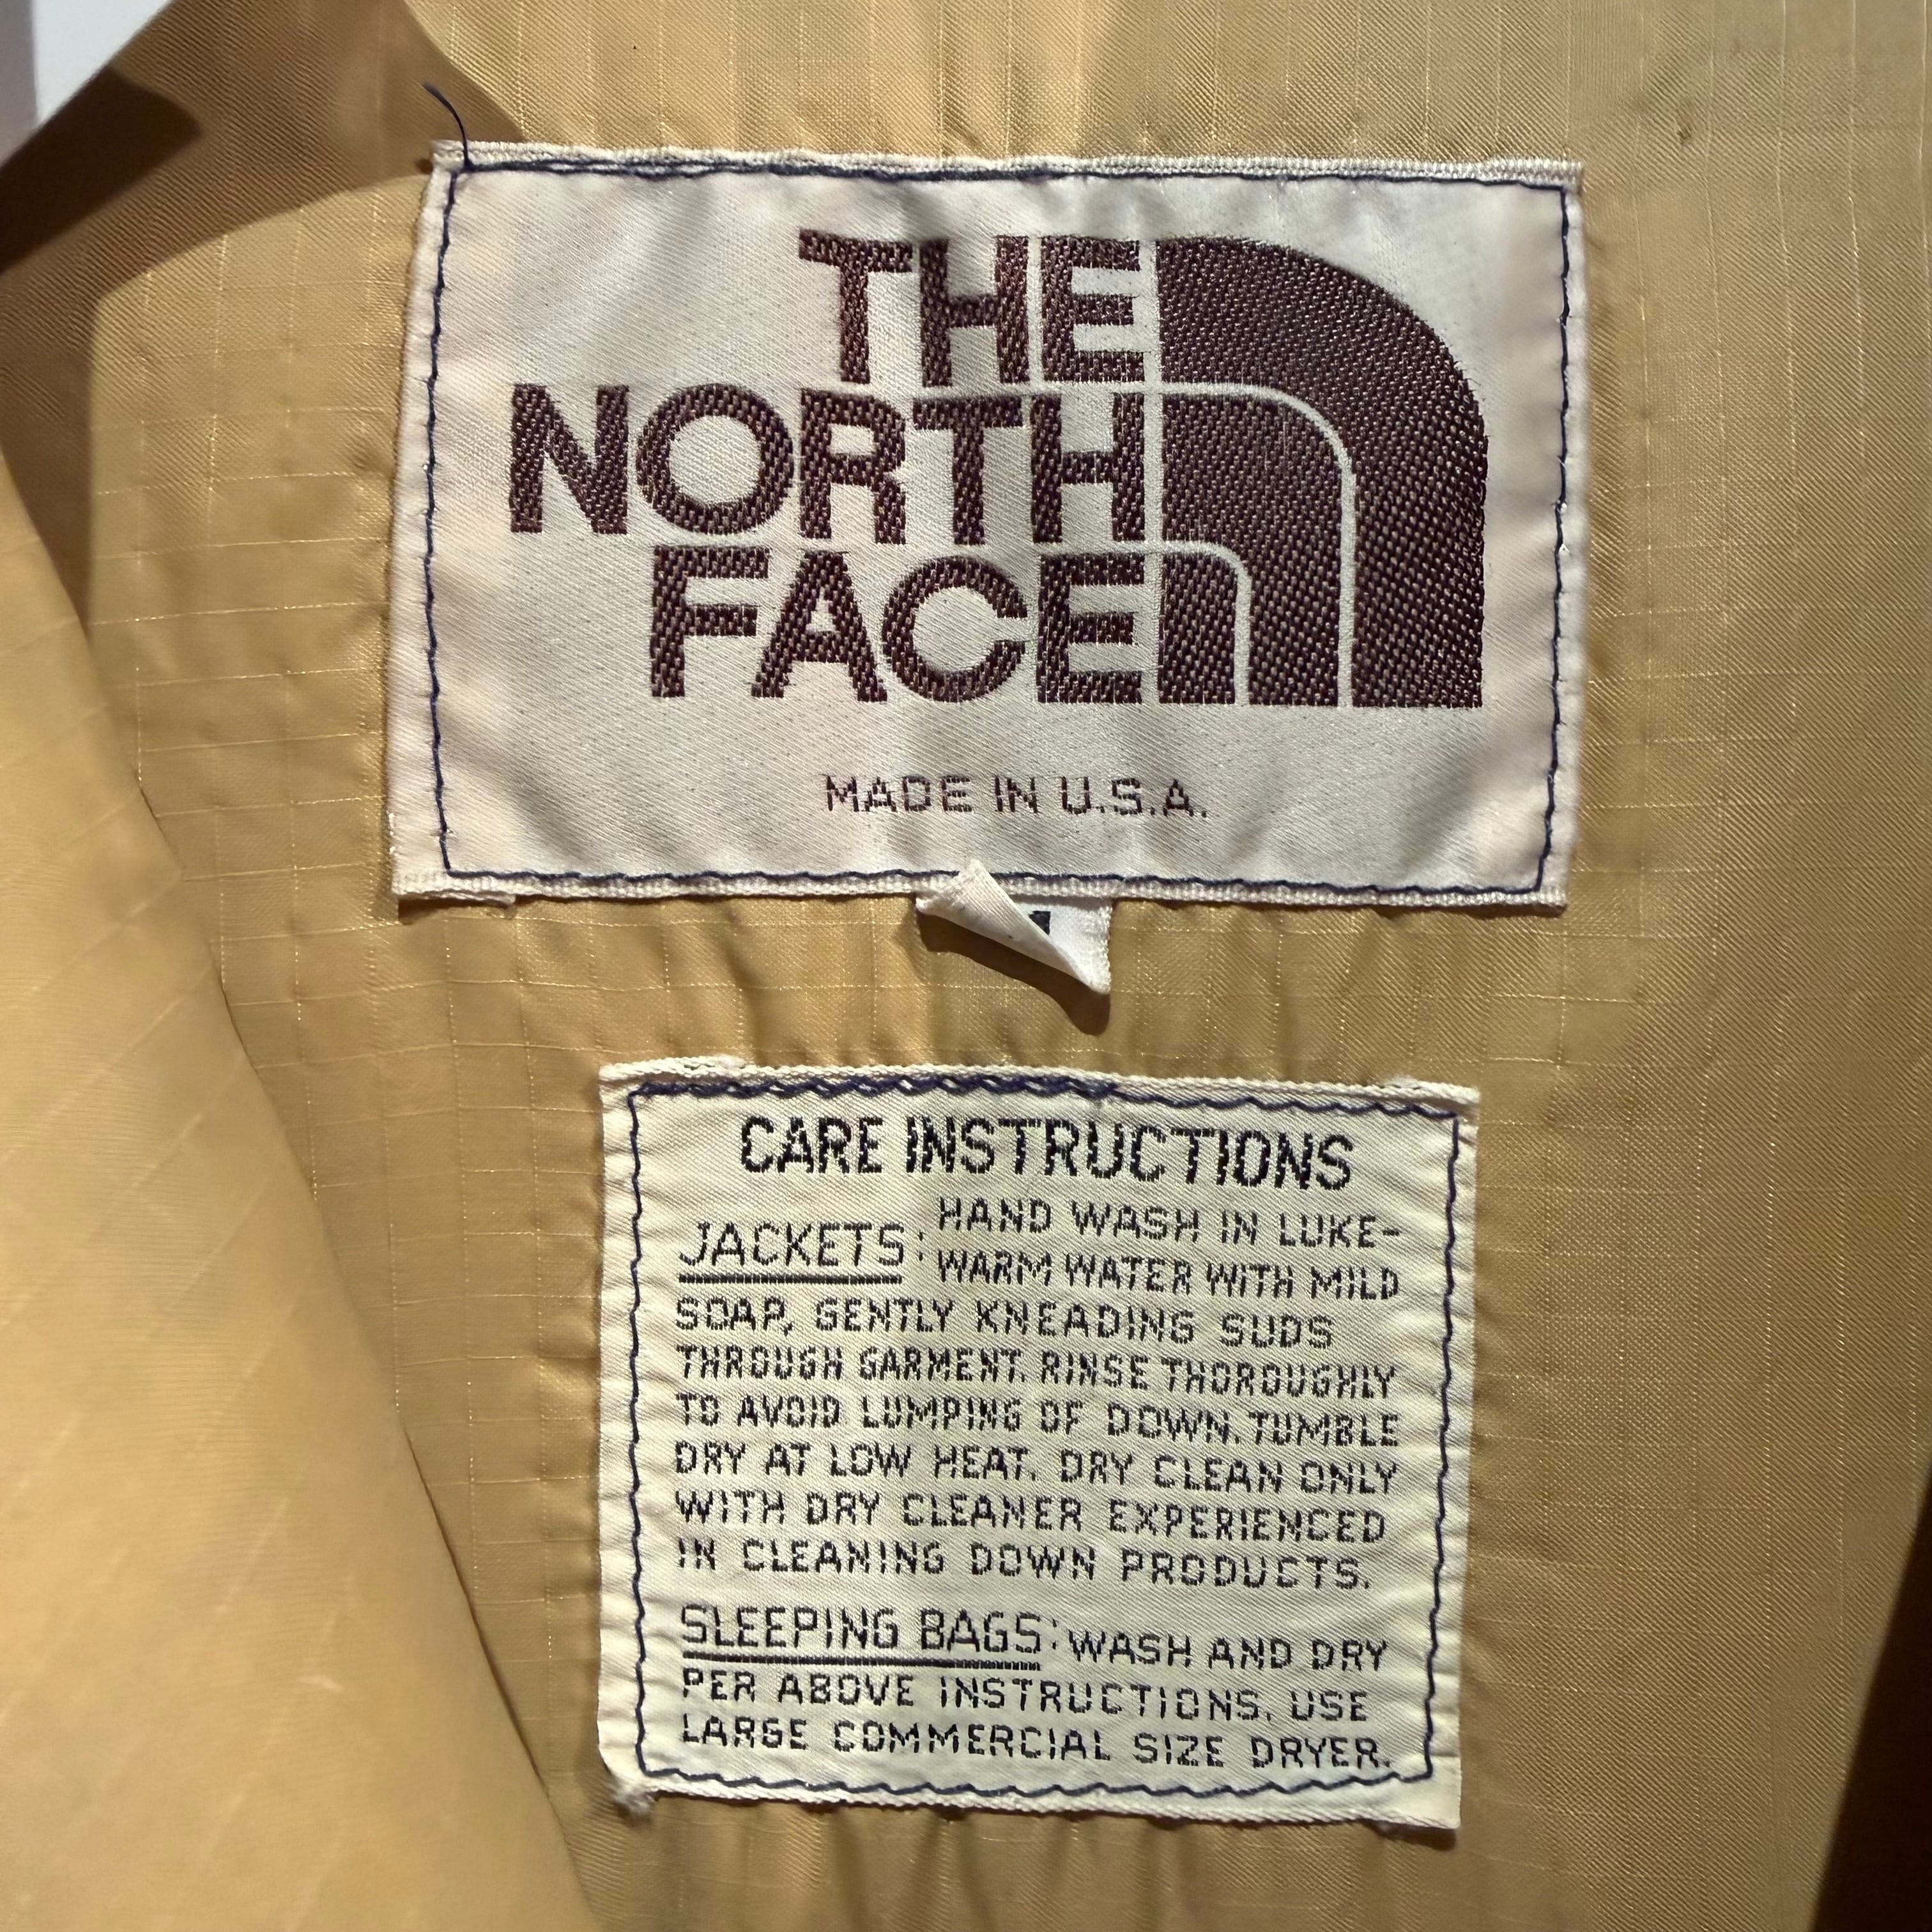 THE
NORTH
FACE
MADE IN U.S.A.
CARE INSTRUCTIONS
JACKETS: HAND WASH IN LUKE-
WARM WATER WITH MILD
SOAP, GENTLY KNEADING SUDS
THROUGH GARMENT. RINSE THOROUGHLY
TO AVOID LUMPING OF DOWN. TUMBLE
DRY AT LOW HEAT. DRY CLEAN ONLY
WITH DRY CLEANER EXPERIENCED
IN CLEANING DOWN PRODUCTS.
SLEEPING BAGS: WASH AND DRY
PER ABOVE INSTRUCTIONS. USE
LARGE COMMERCIAL SIZE DRYER.